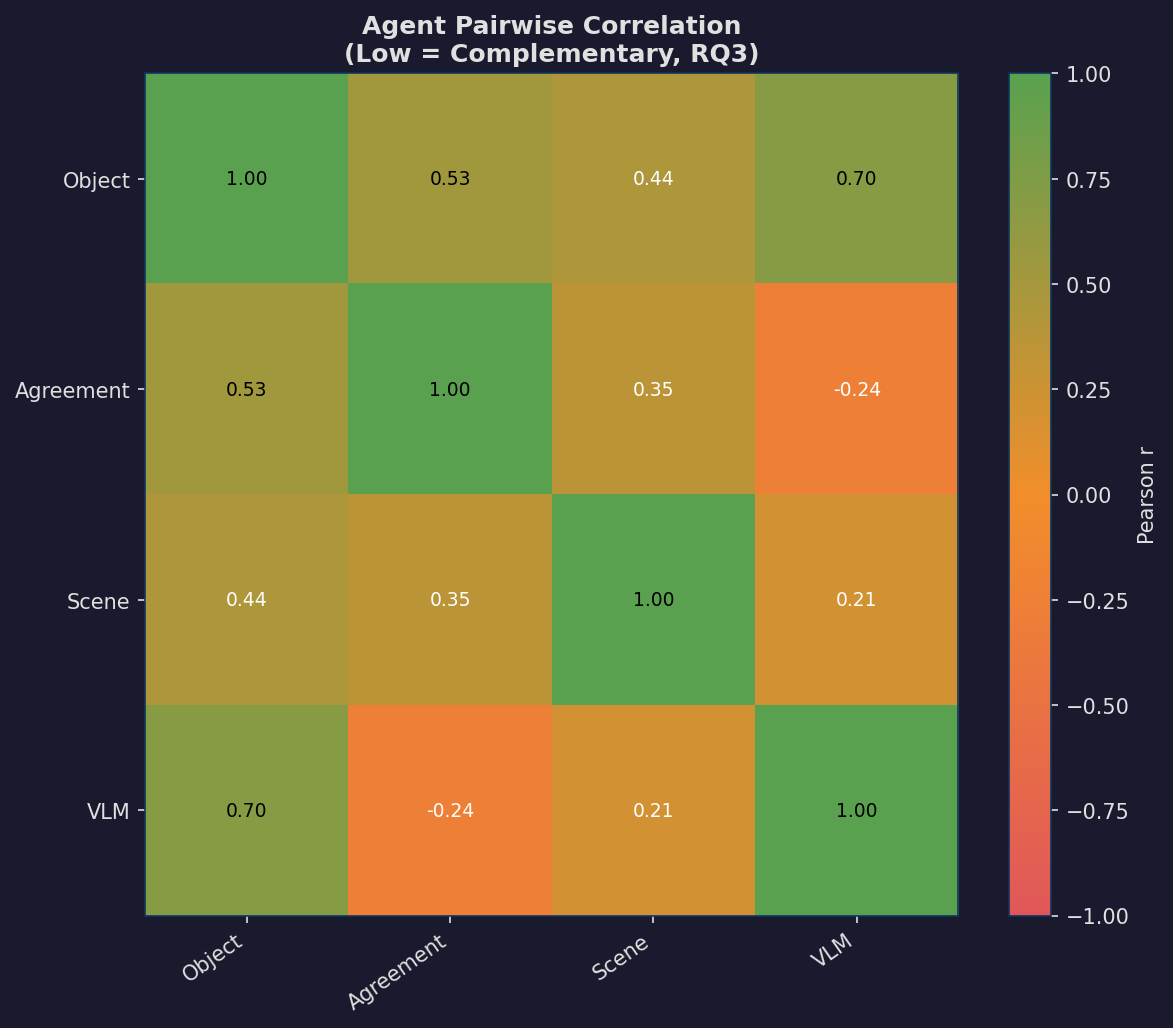 Agent Pairwise Correlation
(Low = Complementary, RQ3)
Object
1.00 0.53 0.44 0.70
Agreement
0.53 1.00 0.35 -0.24
Scene
0.44 0.35 1.00 0.21
VLM
0.70 -0.24 0.21 1.00
Object
Agreement
Scene
VLM
1.00
0.75
0.50
0.25
0.00
−0.25
−0.50
−0.75
−1.00
Pearson r